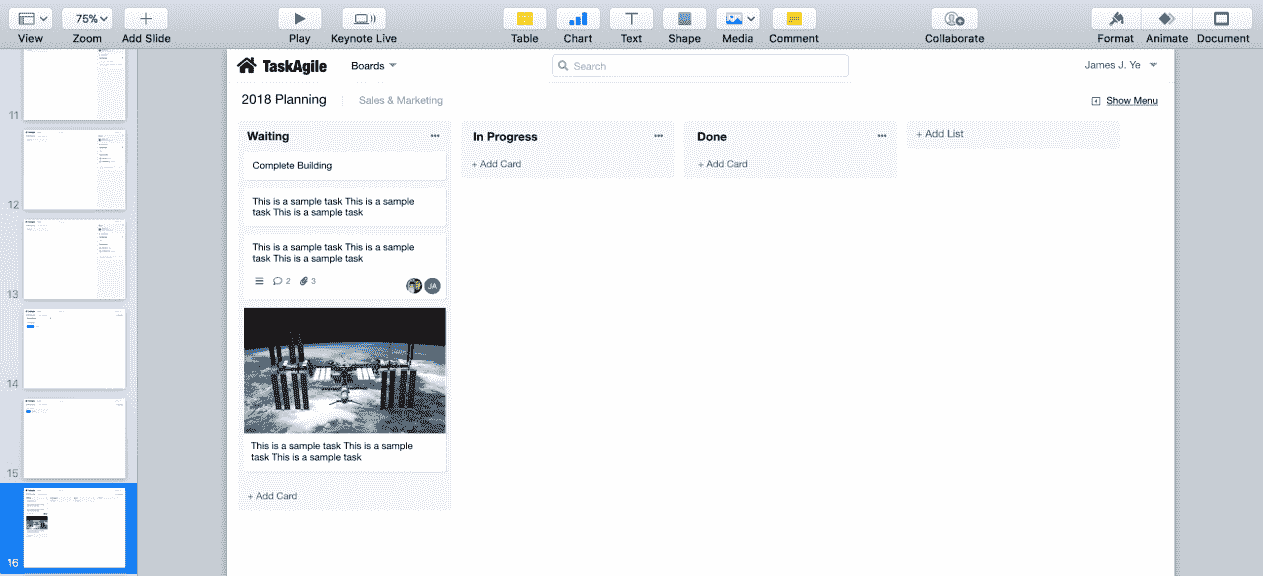 75%
View
Zoom
Add Slide
Play
Keynote Live
Table
Chart
Text
Shape
Media
Comment
Collaborate
Format
Animate
Document
11
12
13
14
15
16
TaskAgile
Boards
Search
James J. Ye
2018 Planning
Sales & Marketing
Show Menu
Waiting
Complete Building
This is a sample task This is a sample
task This is a sample task
This is a sample task This is a sample
task This is a sample task
2
3
JA
This is a sample task This is a sample
task This is a sample task
+ Add Card
In Progress
+ Add Card
Done
+ Add Card
+ Add List